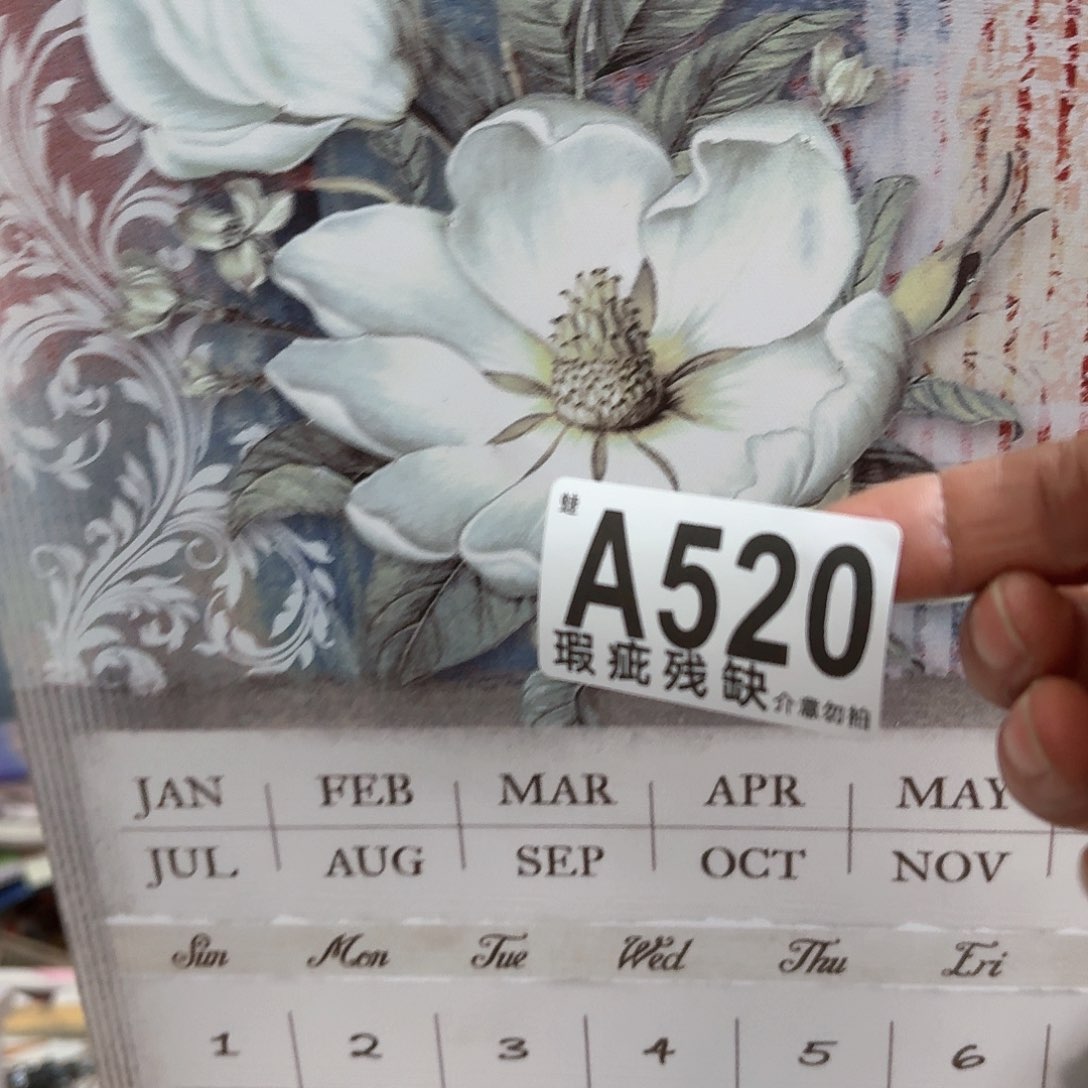 A520
瑕疵残缺
介意勿拍
JAN FEB MAR APR MAY
JUL AUG SEP OCT NOV
Sun Mon Tue Wed Thu Fri
1 2 3 4 5 6